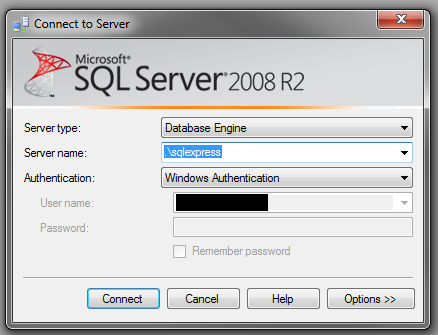 Connect to Server
Microsoft®
SQL Server® 2008 R2
Server type: Database Engine
Server name: .\sqlexpress
Authentication: Windows Authentication
User name:
Password:
Remember password
Connect Cancel Help Options >>